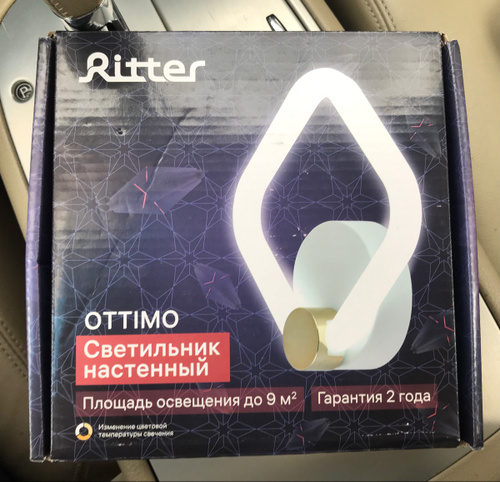 Ritter
OTTIMO
Светильник
настенный
Площадь освещения до 9 м²
Гарантия 2 года
Изменение цветовой
температуры свечения